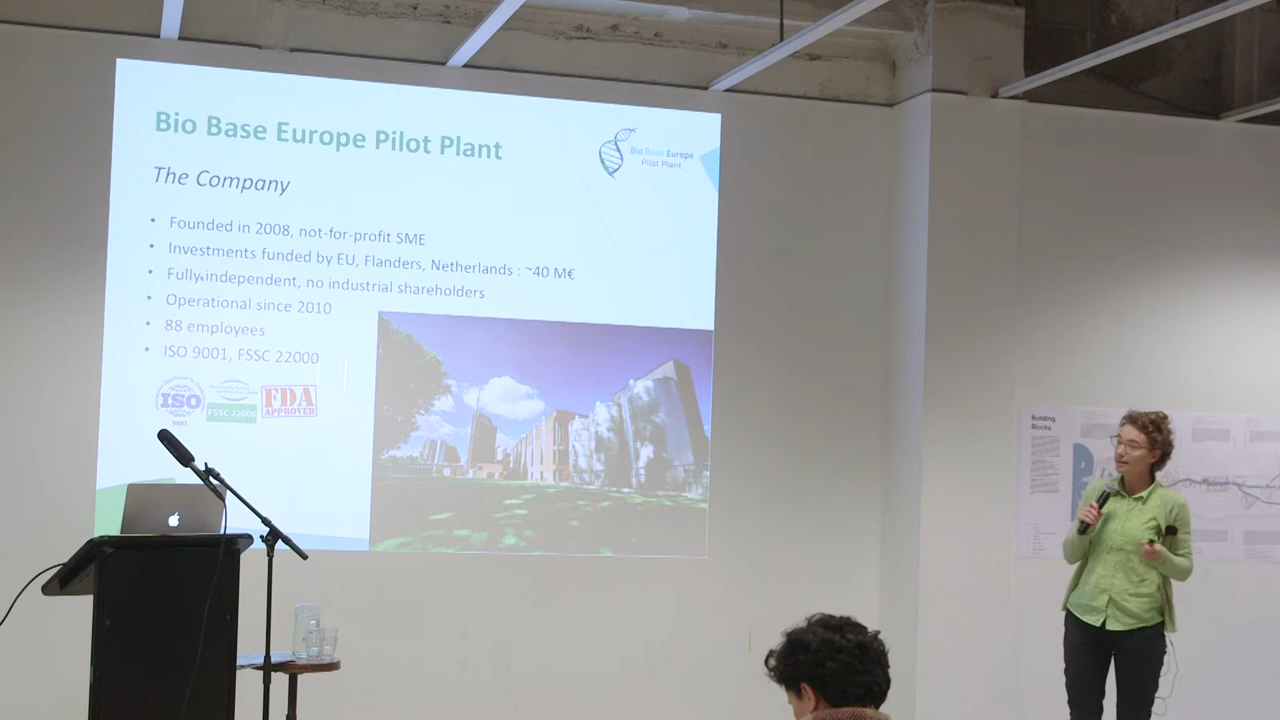 Bio Base Europe Pilot Plant
Bio Base Europe
Pilot Plant
The Company
• Founded in 2008, not-for-profit SME
• Investments funded by EU, Flanders, Netherlands : ~40 M€
• Fully independent, no industrial shareholders
• Operational since 2010
• 88 employees
• ISO 9001, FSSC 22000
ISO
9001
FSSC 22000
FDA
APPROVED
Building
Blocks